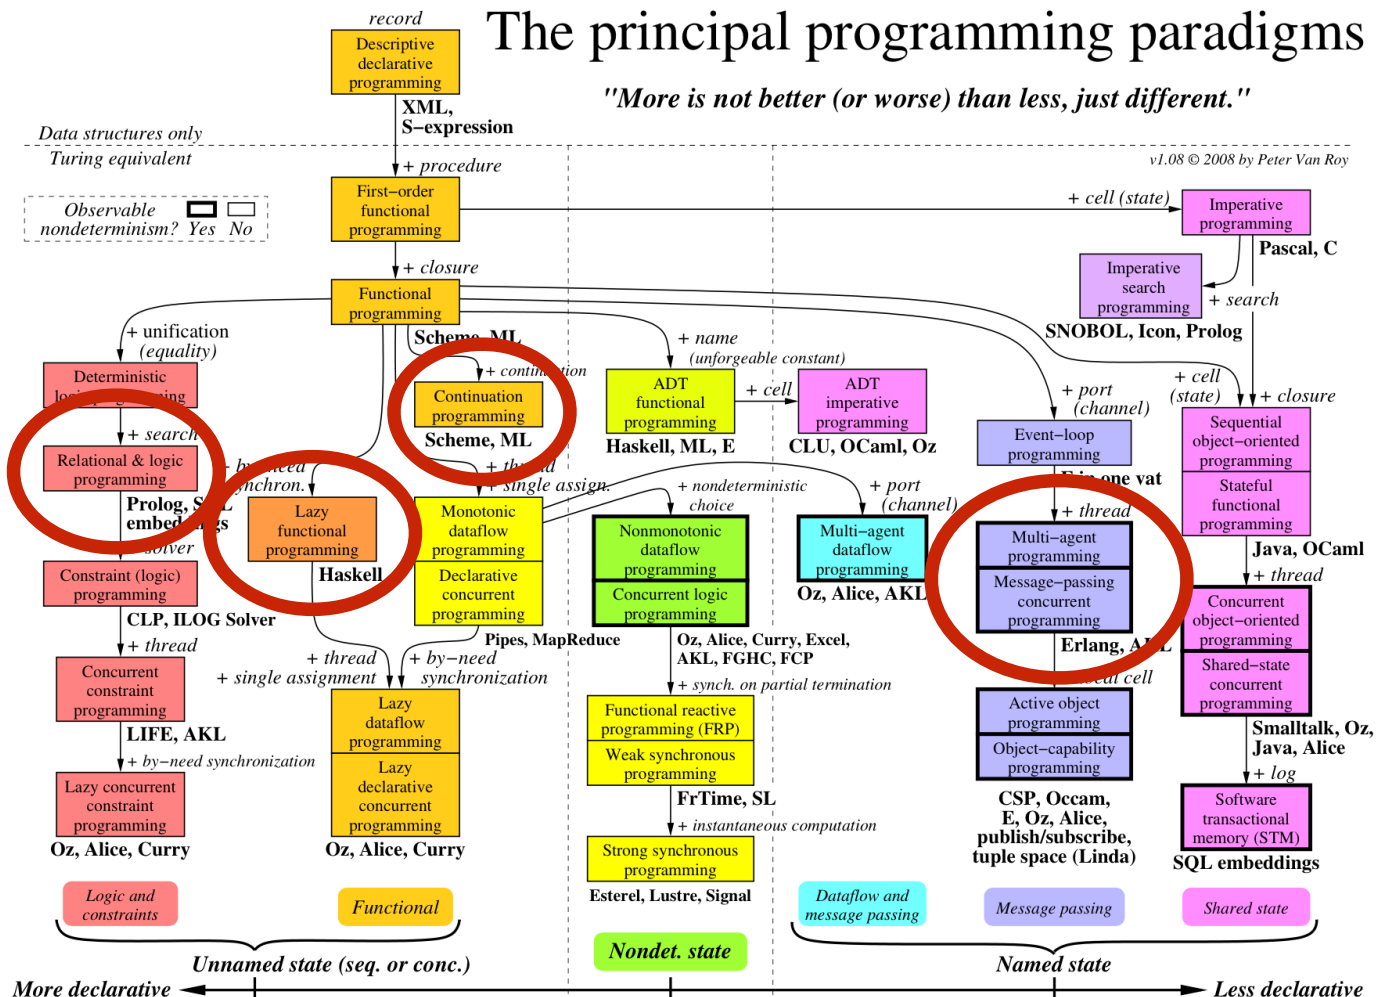 The principal programming paradigms
"More is not better (or worse) than less, just different."
record
Descriptive
declarative
programming
XML,
S−expression
Data structures only
Turing equivalent
v1.08 © 2008 by Peter Van Roy
+ procedure
Observable
nondeterminism? Yes No
First−order
functional
programming
+ cell (state)
Imperative
programming
Pascal, C
+ closure
Imperative
search
programming
+ search
SNOBOL, Icon, Prolog
Functional
programming
Scheme, ML
+ unification
(equality)
Deterministic
logic programming
+ search
Relational & logic
programming
Prolog, SQL
embeddings
+ solver
Constraint (logic)
programming
CLP, ILOG Solver
+ thread
Concurrent
constraint
programming
LIFE, AKL
+ by−need synchronization
Lazy concurrent
constraint
programming
Oz, Alice, Curry
+ by−need
synchron.
Lazy
functional
programming
Haskell
+ thread
+ single assignment
+ continuation
Continuation
programming
Scheme, ML
+ thread
+ single assign.
Monotonic
dataflow
programming
Declarative
concurrent
programming
Pipes, MapReduce
+ by−need
synchronization
Lazy
dataflow
programming
Lazy
declarative
concurrent
programming
Oz, Alice, Curry
+ name
(unforgeable constant)
ADT
functional
programming
Haskell, ML, E
+ cell
ADT
imperative
programming
CLU, OCaml, Oz
+ nondeterministic
choice
Nonmonotonic
dataflow
programming
Concurrent logic
programming
Oz, Alice, Curry, Excel,
AKL, FGHC, FCP
+ synch. on partial termination
Functional reactive
programming (FRP)
Weak synchronous
programming
FrTime, SL
+ instantaneous computation
Strong synchronous
programming
Esterel, Lustre, Signal
+ port
(channel)
Multi−agent
dataflow
programming
Oz, Alice, AKL
+ port
(channel)
Event−loop
programming
E in one vat
+ thread
Multi−agent
programming
Message−passing
concurrent
programming
Erlang, AKL
+ local cell
Active object
programming
Object−capability
programming
CSP, Occam,
E, Oz, Alice,
publish/subscribe,
tuple space (Linda)
+ cell
(state)
+ closure
Sequential
object−oriented
programming
Stateful
functional
programming
Java, OCaml
+ thread
Concurrent
object−oriented
programming
Shared−state
concurrent
programming
Smalltalk, Oz,
Java, Alice
+ log
Software
transactional
memory (STM)
SQL embeddings
Logic and
constraints
Functional
Nondet. state
Dataflow and
message passing
Message passing
Shared state
Unnamed state (seq. or conc.)
Named state
More declarative
Less declarative